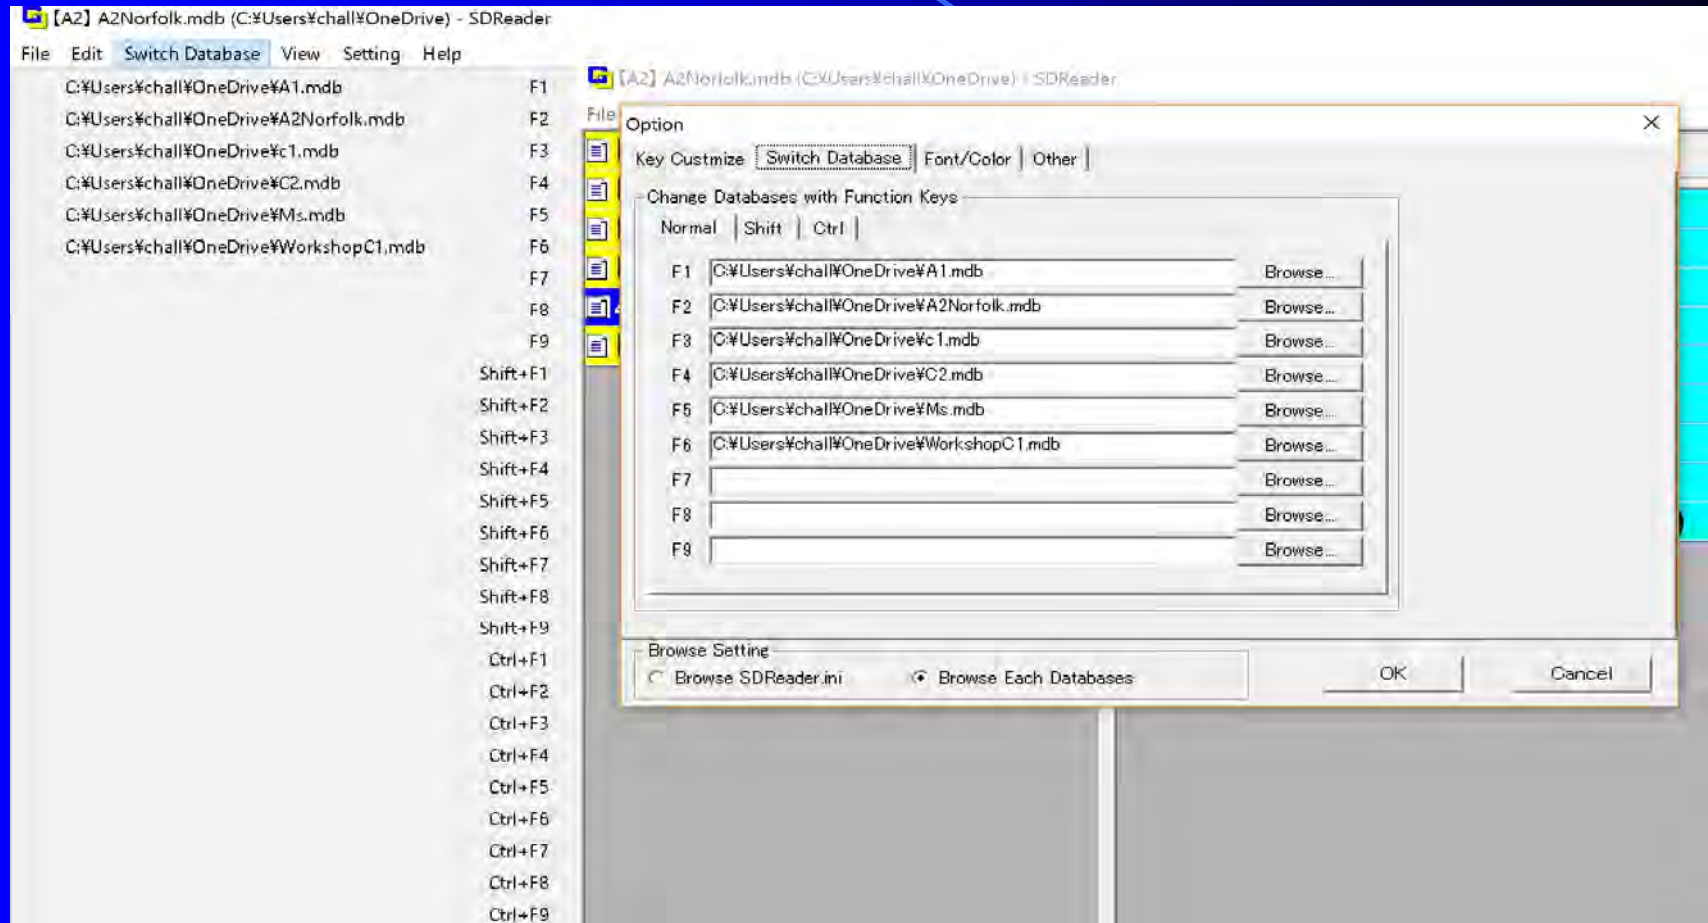 【A2】 A2Norfolk.mdb (C:¥Users¥chall¥OneDrive) - SDReader
File Edit Switch Database View Setting Help
C:¥Users¥chall¥OneDrive¥A1.mdb F1
C:¥Users¥chall¥OneDrive¥A2Norfolk.mdb F2
C:¥Users¥chall¥OneDrive¥c1.mdb F3
C:¥Users¥chall¥OneDrive¥C2.mdb F4
C:¥Users¥chall¥OneDrive¥Ms.mdb F5
C:¥Users¥chall¥OneDrive¥WorkshopC1.mdb F6
F7
F8
F9
Shift+F1
Shift+F2
Shift+F3
Shift+F4
Shift+F5
Shift+F6
Shift+F7
Shift+F8
Shift+F9
Ctrl+F1
Ctrl+F2
Ctrl+F3
Ctrl+F4
Ctrl+F5
Ctrl+F6
Ctrl+F7
Ctrl+F8
Ctrl+F9
【A2】 A2Norfolk.mdb (C:¥Users¥chall¥OneDrive) - SDReader
File
Option
Key Custmize Switch Database Font/Color Other
Change Databases with Function Keys
Normal Shift Ctrl
F1 C:¥Users¥chall¥OneDrive¥A1.mdb Browse...
F2 C:¥Users¥chall¥OneDrive¥A2Norfolk.mdb Browse...
F3 C:¥Users¥chall¥OneDrive¥c1.mdb Browse...
F4 C:¥Users¥chall¥OneDrive¥C2.mdb Browse...
F5 C:¥Users¥chall¥OneDrive¥Ms.mdb Browse...
F6 C:¥Users¥chall¥OneDrive¥WorkshopC1.mdb Browse...
F7 Browse...
F8 Browse...
F9 Browse...
Browse Setting
Browse SDReader.ini Browse Each Databases OK Cancel